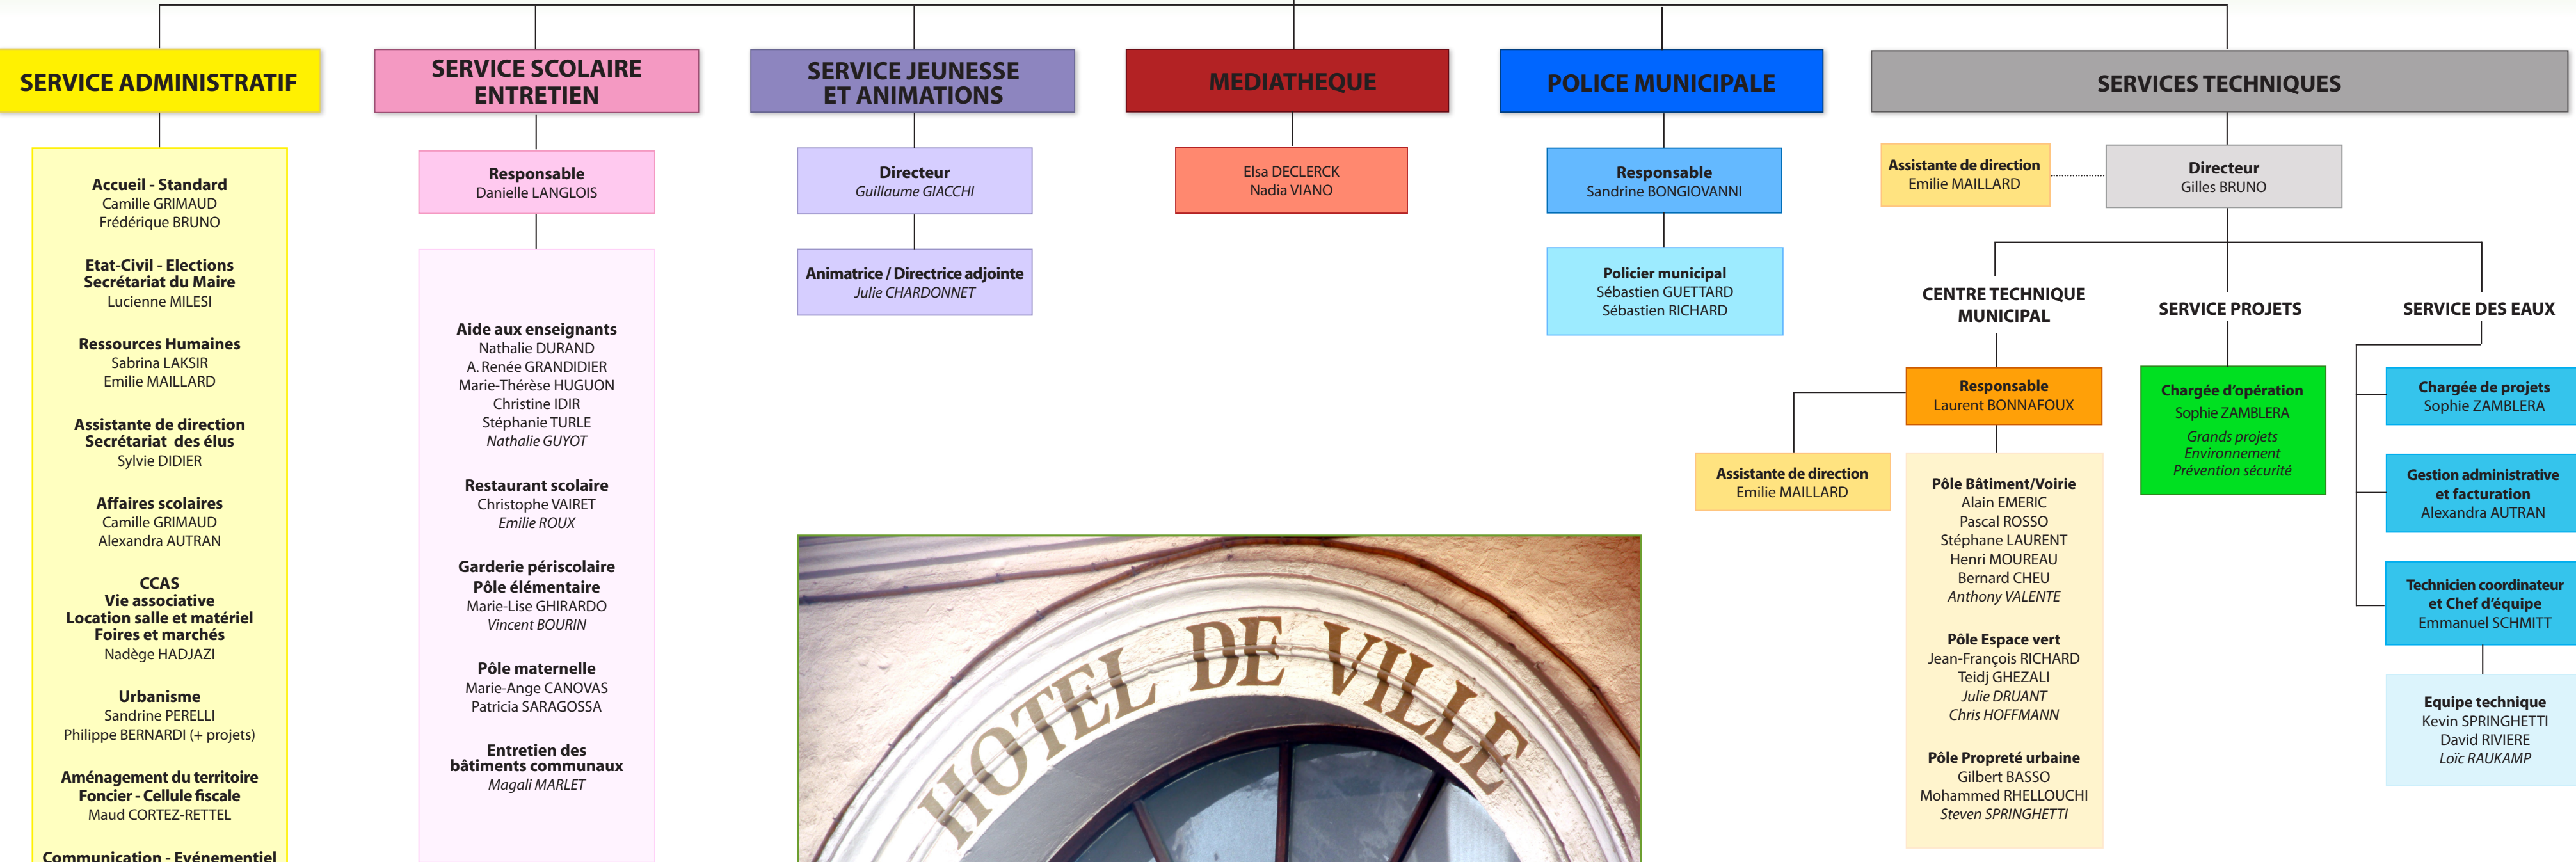 SERVICE ADMINISTRATIF
Accueil - Standard
Camille GRIMAUD
Frédérique BRUNO
Etat-Civil - Elections
Secrétariat du Maire
Lucienne MILESI
Ressources Humaines
Sabrina LAKSIR
Emilie MAILLARD
Assistante de direction
Secrétariat des élus
Sylvie DIDIER
Affaires scolaires
Camille GRIMAUD
Alexandra AUTRAN
CCAS
Vie associative
Location salle et matériel
Foires et marchés
Nadège HADJAZI
Urbanisme
Sandrine PERELLI
Philippe BERNARDI (+ projets)
Aménagement du territoire
Foncier - Cellule fiscale
Maud CORTEZ-RETTEL
Communication - Evénementiel
SERVICE SCOLAIRE
ENTRETIEN
Responsable
Danielle LANGLOIS
Aide aux enseignants
Nathalie DURAND
A. Renée GRANDIDIER
Marie-Thérèse HUGUON
Christine IDIR
Stéphanie TURLE
Nathalie GUYOT
Restaurant scolaire
Christophe VAIRET
Emilie ROUX
Garderie périscolaire
Pôle élémentaire
Marie-Lise GHIRARDO
Vincent BOURIN
Pôle maternelle
Marie-Ange CANOVAS
Patricia SARAGOSSA
Entretien des
bâtiments communaux
Magali MARLET
SERVICE JEUNESSE
ET ANIMATIONS
Directeur
Guillaume GIACCHI
Animatrice / Directrice adjointe
Julie CHARDONNET
MEDIATHEQUE
Elsa DECLERCK
Nadia VIANO
HOTEL DE VILLE
POLICE MUNICIPALE
Responsable
Sandrine BONGIOVANNI
Policier municipal
Sébastien GUETTARD
Sébastien RICHARD
SERVICES TECHNIQUES
Assistante de direction
Emilie MAILLARD
Directeur
Gilles BRUNO
CENTRE TECHNIQUE
MUNICIPAL
Responsable
Laurent BONNAFOUX
Assistante de direction
Emilie MAILLARD
Pôle Bâtiment/Voirie
Alain EMERIC
Pascal ROSSO
Stéphane LAURENT
Henri MOUREAU
Bernard CHEU
Anthony VALENTE
Pôle Espace vert
Jean-François RICHARD
Teidj GHEZALI
Julie DRUANT
Chris HOFFMANN
Pôle Propreté urbaine
Gilbert BASSO
Mohammed RHELLOUCHI
Steven SPRINGHETTI
SERVICE PROJETS
Chargée d'opération
Sophie ZAMBLERA
Grands projets
Environnement
Prévention sécurité
SERVICE DES EAUX
Chargée de projets
Sophie ZAMBLERA
Gestion administrative
et facturation
Alexandra AUTRAN
Technicien coordinateur
et Chef d'équipe
Emmanuel SCHMITT
Equipe technique
Kevin SPRINGHETTI
David RIVIERE
Loïc RAUKAMP